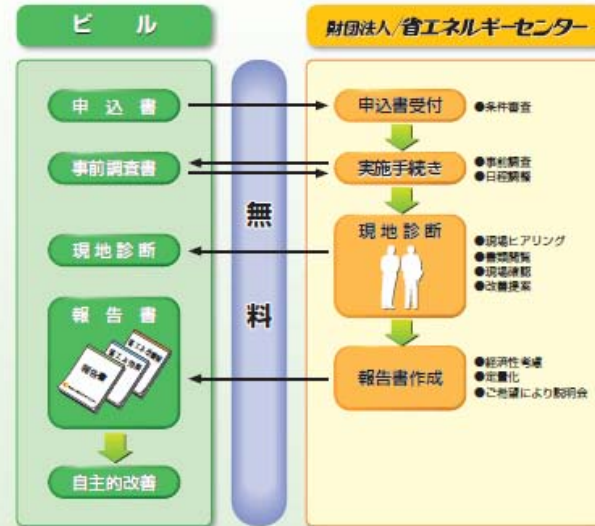 ビル
財団法人/省エネルギーセンター
申込書
申込書受付
●条件審査
事前調査書
実施手続き
●事前調査
●日程調整
無料
現地診断
現地診断
●現場ヒアリング
●書類閲覧
●現場確認
●改善提案
報告書
報告書
報告書作成
●経済性考慮
●定量化
●ご希望により説明会
自主的改善